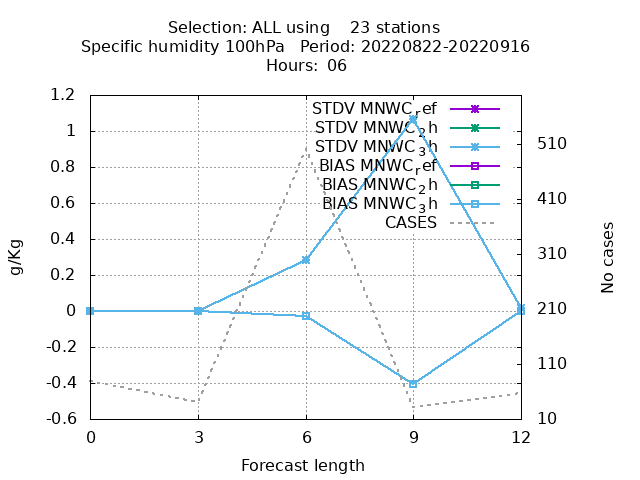 Selection: ALL using    23 stations
Specific humidity 100hPa   Period: 20220822-20220916
Hours:  06
STDV MNWC_ref
STDV MNWC_2h
STDV MNWC_3h
BIAS MNWC_ref
BIAS MNWC_2h
BIAS MNWC_3h
CASES
1.2
1
0.8
0.6
0.4
0.2
0
-0.2
-0.4
-0.6
g/Kg
510
410
310
210
110
10
No cases
0 3 6 9 12
Forecast length